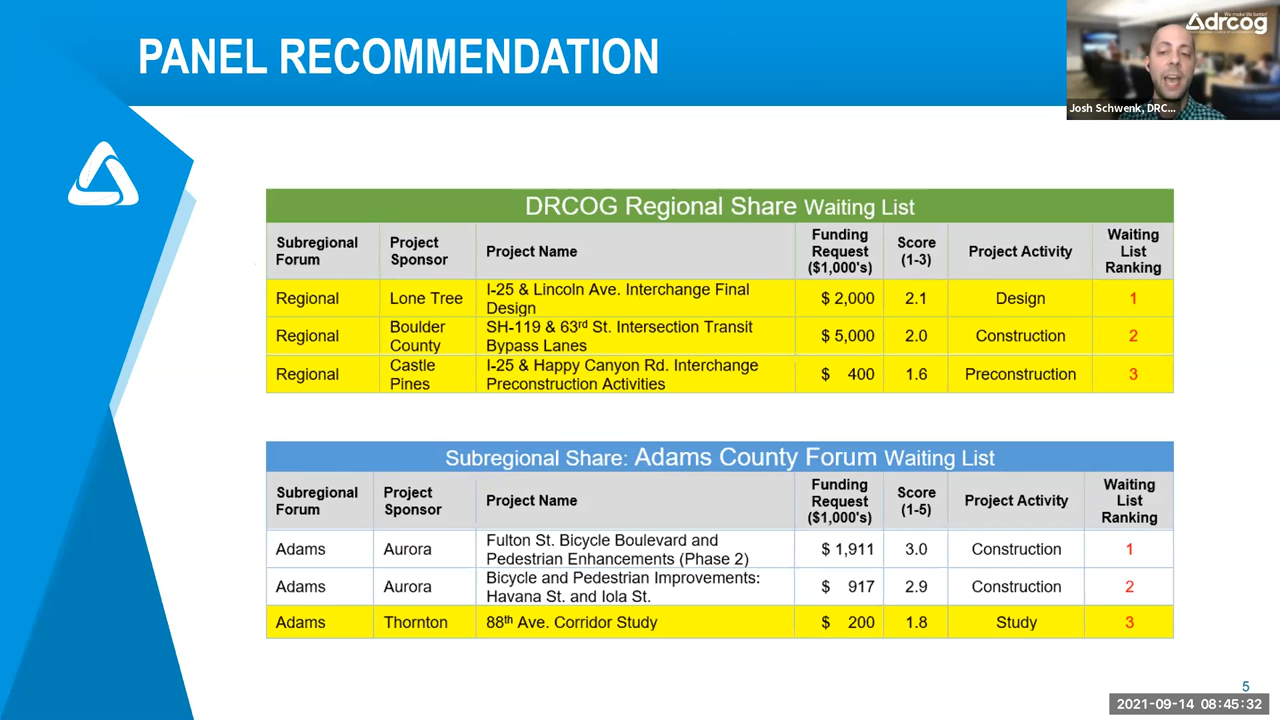 PANEL RECOMMENDATION
We make life better!
drcog
Josh Schwenk, DRC...
DRCOG Regional Share Waiting List
Subregional Forum Project Sponsor Project Name Funding Request ($1,000's) Score (1-3) Project Activity Waiting List Ranking
Regional Lone Tree I-25 & Lincoln Ave. Interchange Final Design $ 2,000 2.1 Design 1
Regional Boulder County SH-119 & 63rd St. Intersection Transit Bypass Lanes $ 5,000 2.0 Construction 2
Regional Castle Pines I-25 & Happy Canyon Rd. Interchange Preconstruction Activities $ 400 1.6 Preconstruction 3
Subregional Share: Adams County Forum Waiting List
Subregional Forum Project Sponsor Project Name Funding Request ($1,000's) Score (1-5) Project Activity Waiting List Ranking
Adams Aurora Fulton St. Bicycle Boulevard and Pedestrian Enhancements (Phase 2) $ 1,911 3.0 Construction 1
Adams Aurora Bicycle and Pedestrian Improvements: Havana St. and Iola St. $ 917 2.9 Construction 2
Adams Thornton 88th Ave. Corridor Study $ 200 1.8 Study 3
5
2021-09-14 08:45:32